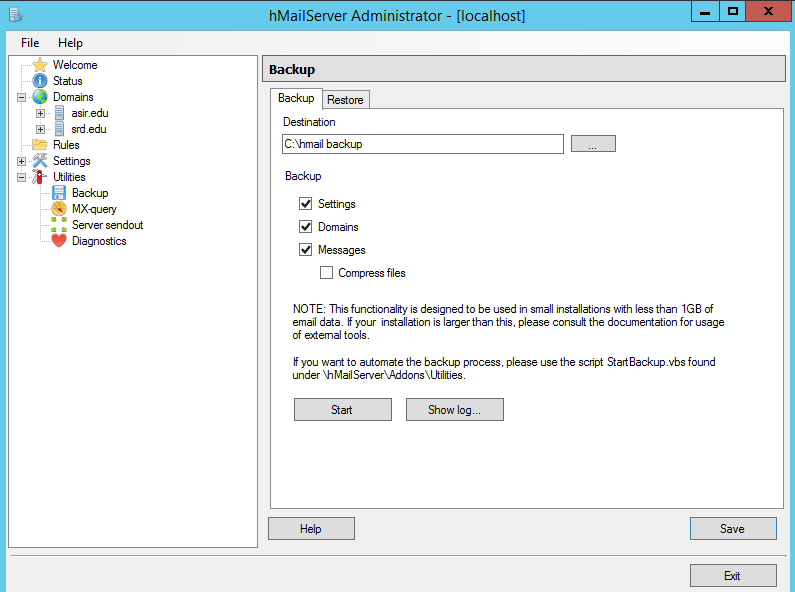 hMailServer Administrator - [localhost]
File Help
Welcome
Status
Domains
asir.edu
srd.edu
Rules
Settings
Utilities
Backup
MX-query
Server sendout
Diagnostics
Backup
Backup Restore
Destination
C:\hmail backup
...
Backup
Settings
Domains
Messages
Compress files
NOTE: This functionality is designed to be used in small installations with less than 1GB of
email data. If your installation is larger than this, please consult the documentation for usage
of external tools.
If you want to automate the backup process, please use the script StartBackup.vbs found
under \hMailServer\Addons\Utilities.
Start Show log...
Help Save
Exit